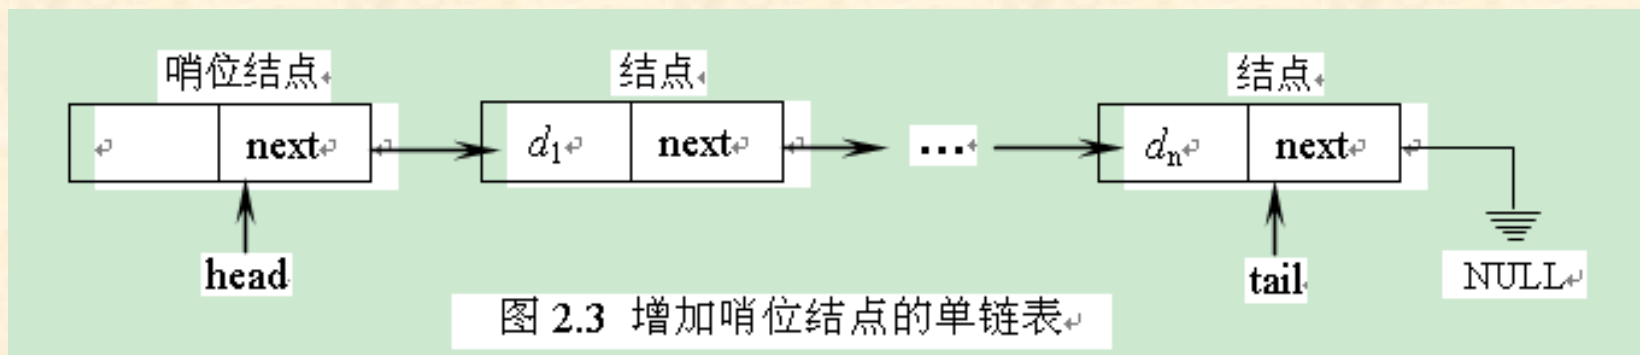 哨位结点 结点 结点
next d₁ next … dₙ next
head tail NULL
图 2.3 增加哨位结点的单链表